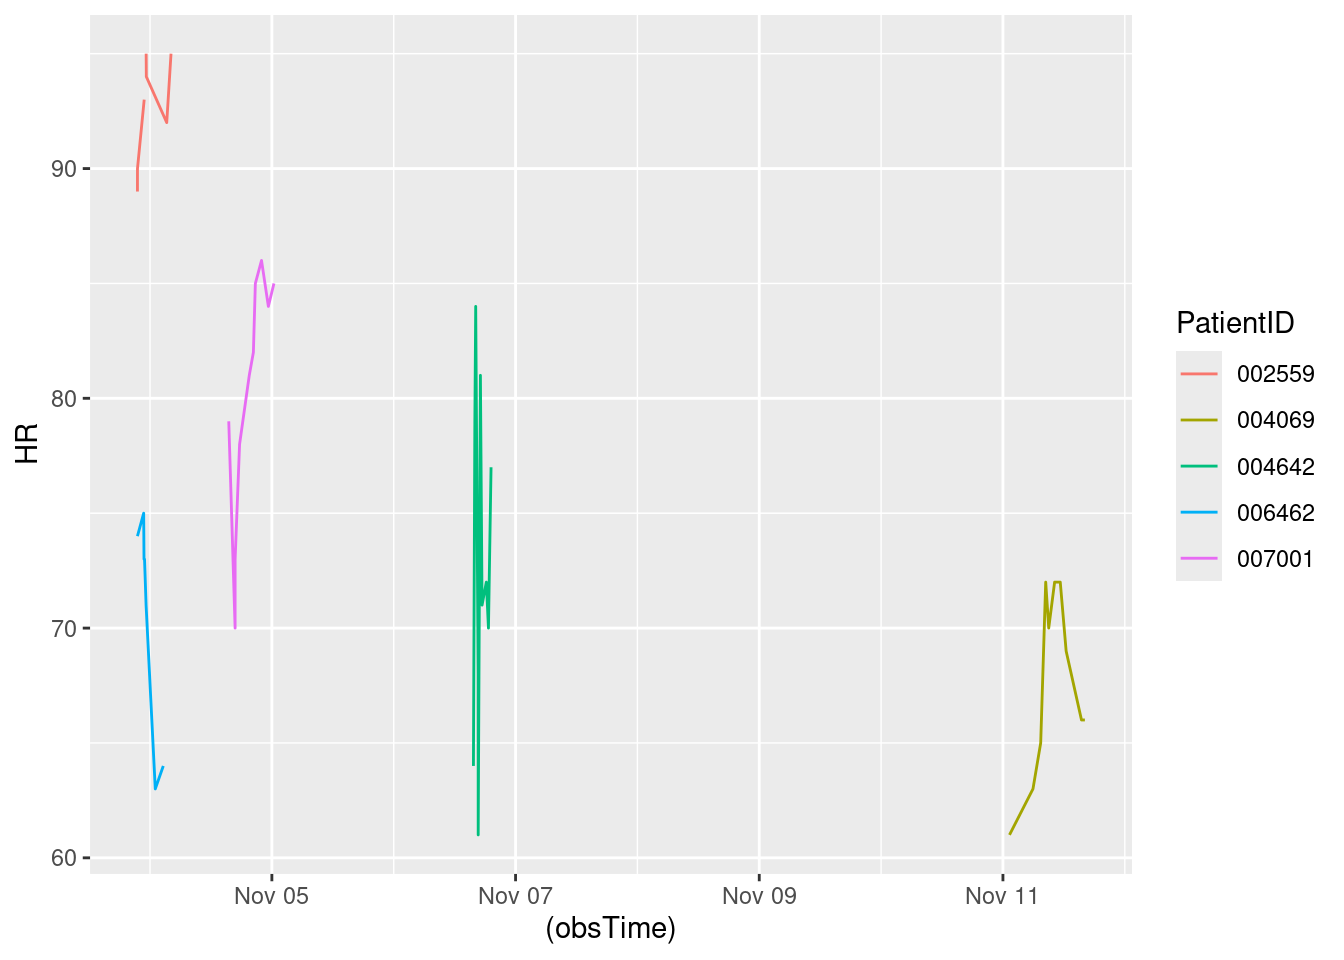 90
80
70
60
HR
Nov 05
Nov 07
Nov 09
Nov 11
(obsTime)
PatientID
002559
004069
004642
006462
007001